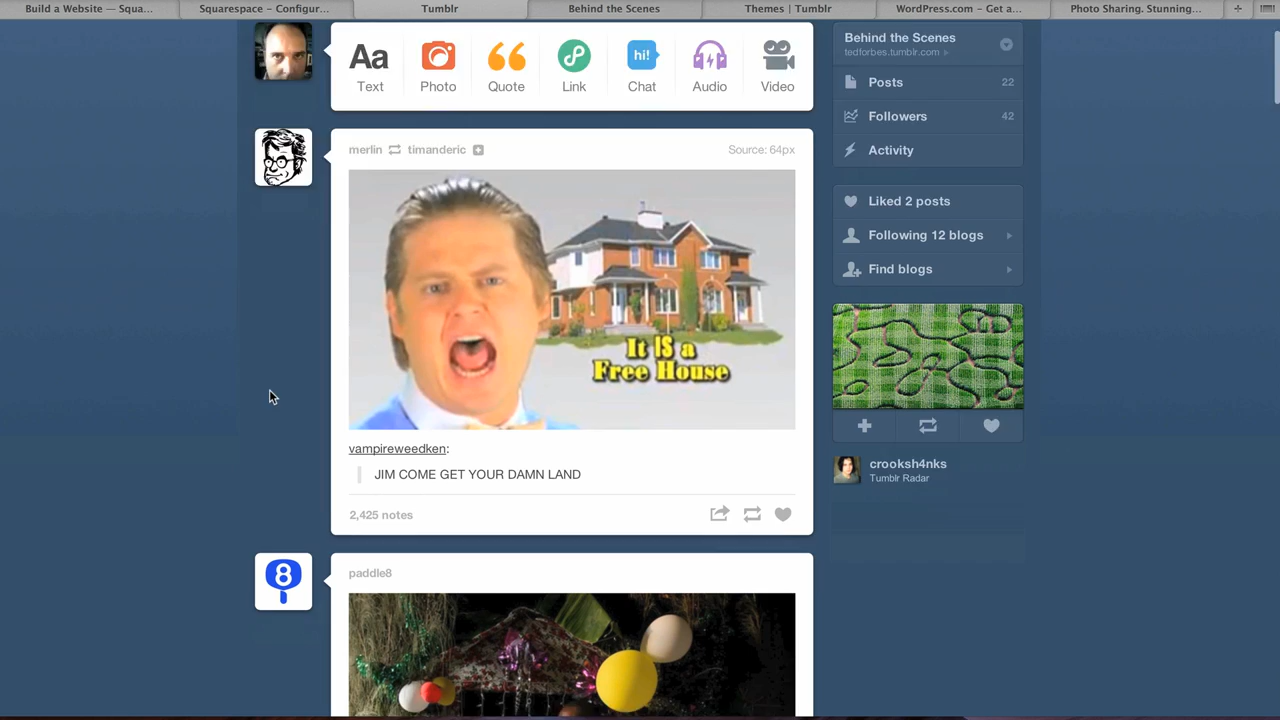 Build a Website — Squa...
Squarespace – Configur...
Tumblr
Behind the Scenes
Themes | Tumblr
WordPress.com – Get a...
Photo Sharing. Stunning...
Aa
hi!
Text
Photo
Quote
Link
Chat
Audio
Video
Behind the Scenes
tedforbes.tumblr.com
Posts 22
Followers 42
Activity
Liked 2 posts
Following 12 blogs
Find blogs
crooksh4nks
Tumblr Radar
merlin timanderic
Source: 64px
It IS a
Free House
vampireweedken:
JIM COME GET YOUR DAMN LAND
2,425 notes
8
paddle8